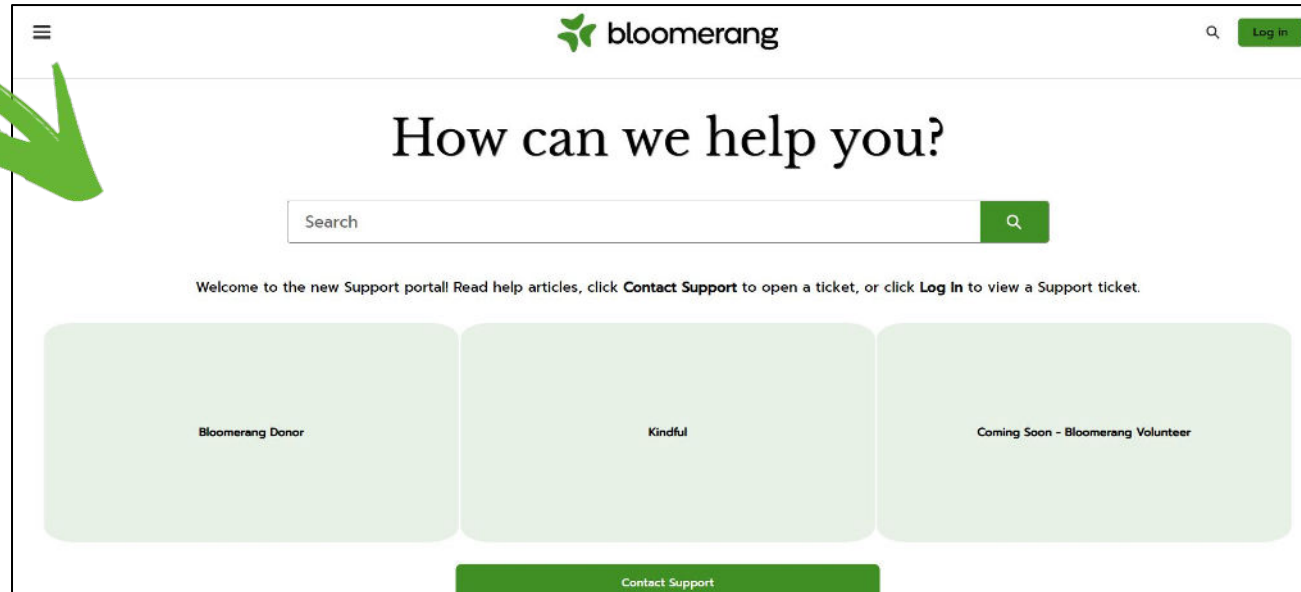 bloomerang
Log in
How can we help you?
Search
Welcome to the new Support portal! Read help articles, click Contact Support to open a ticket, or click Log In to view a Support ticket.
Bloomerang Donor
Kindful
Coming Soon - Bloomerang Volunteer
Contact Support